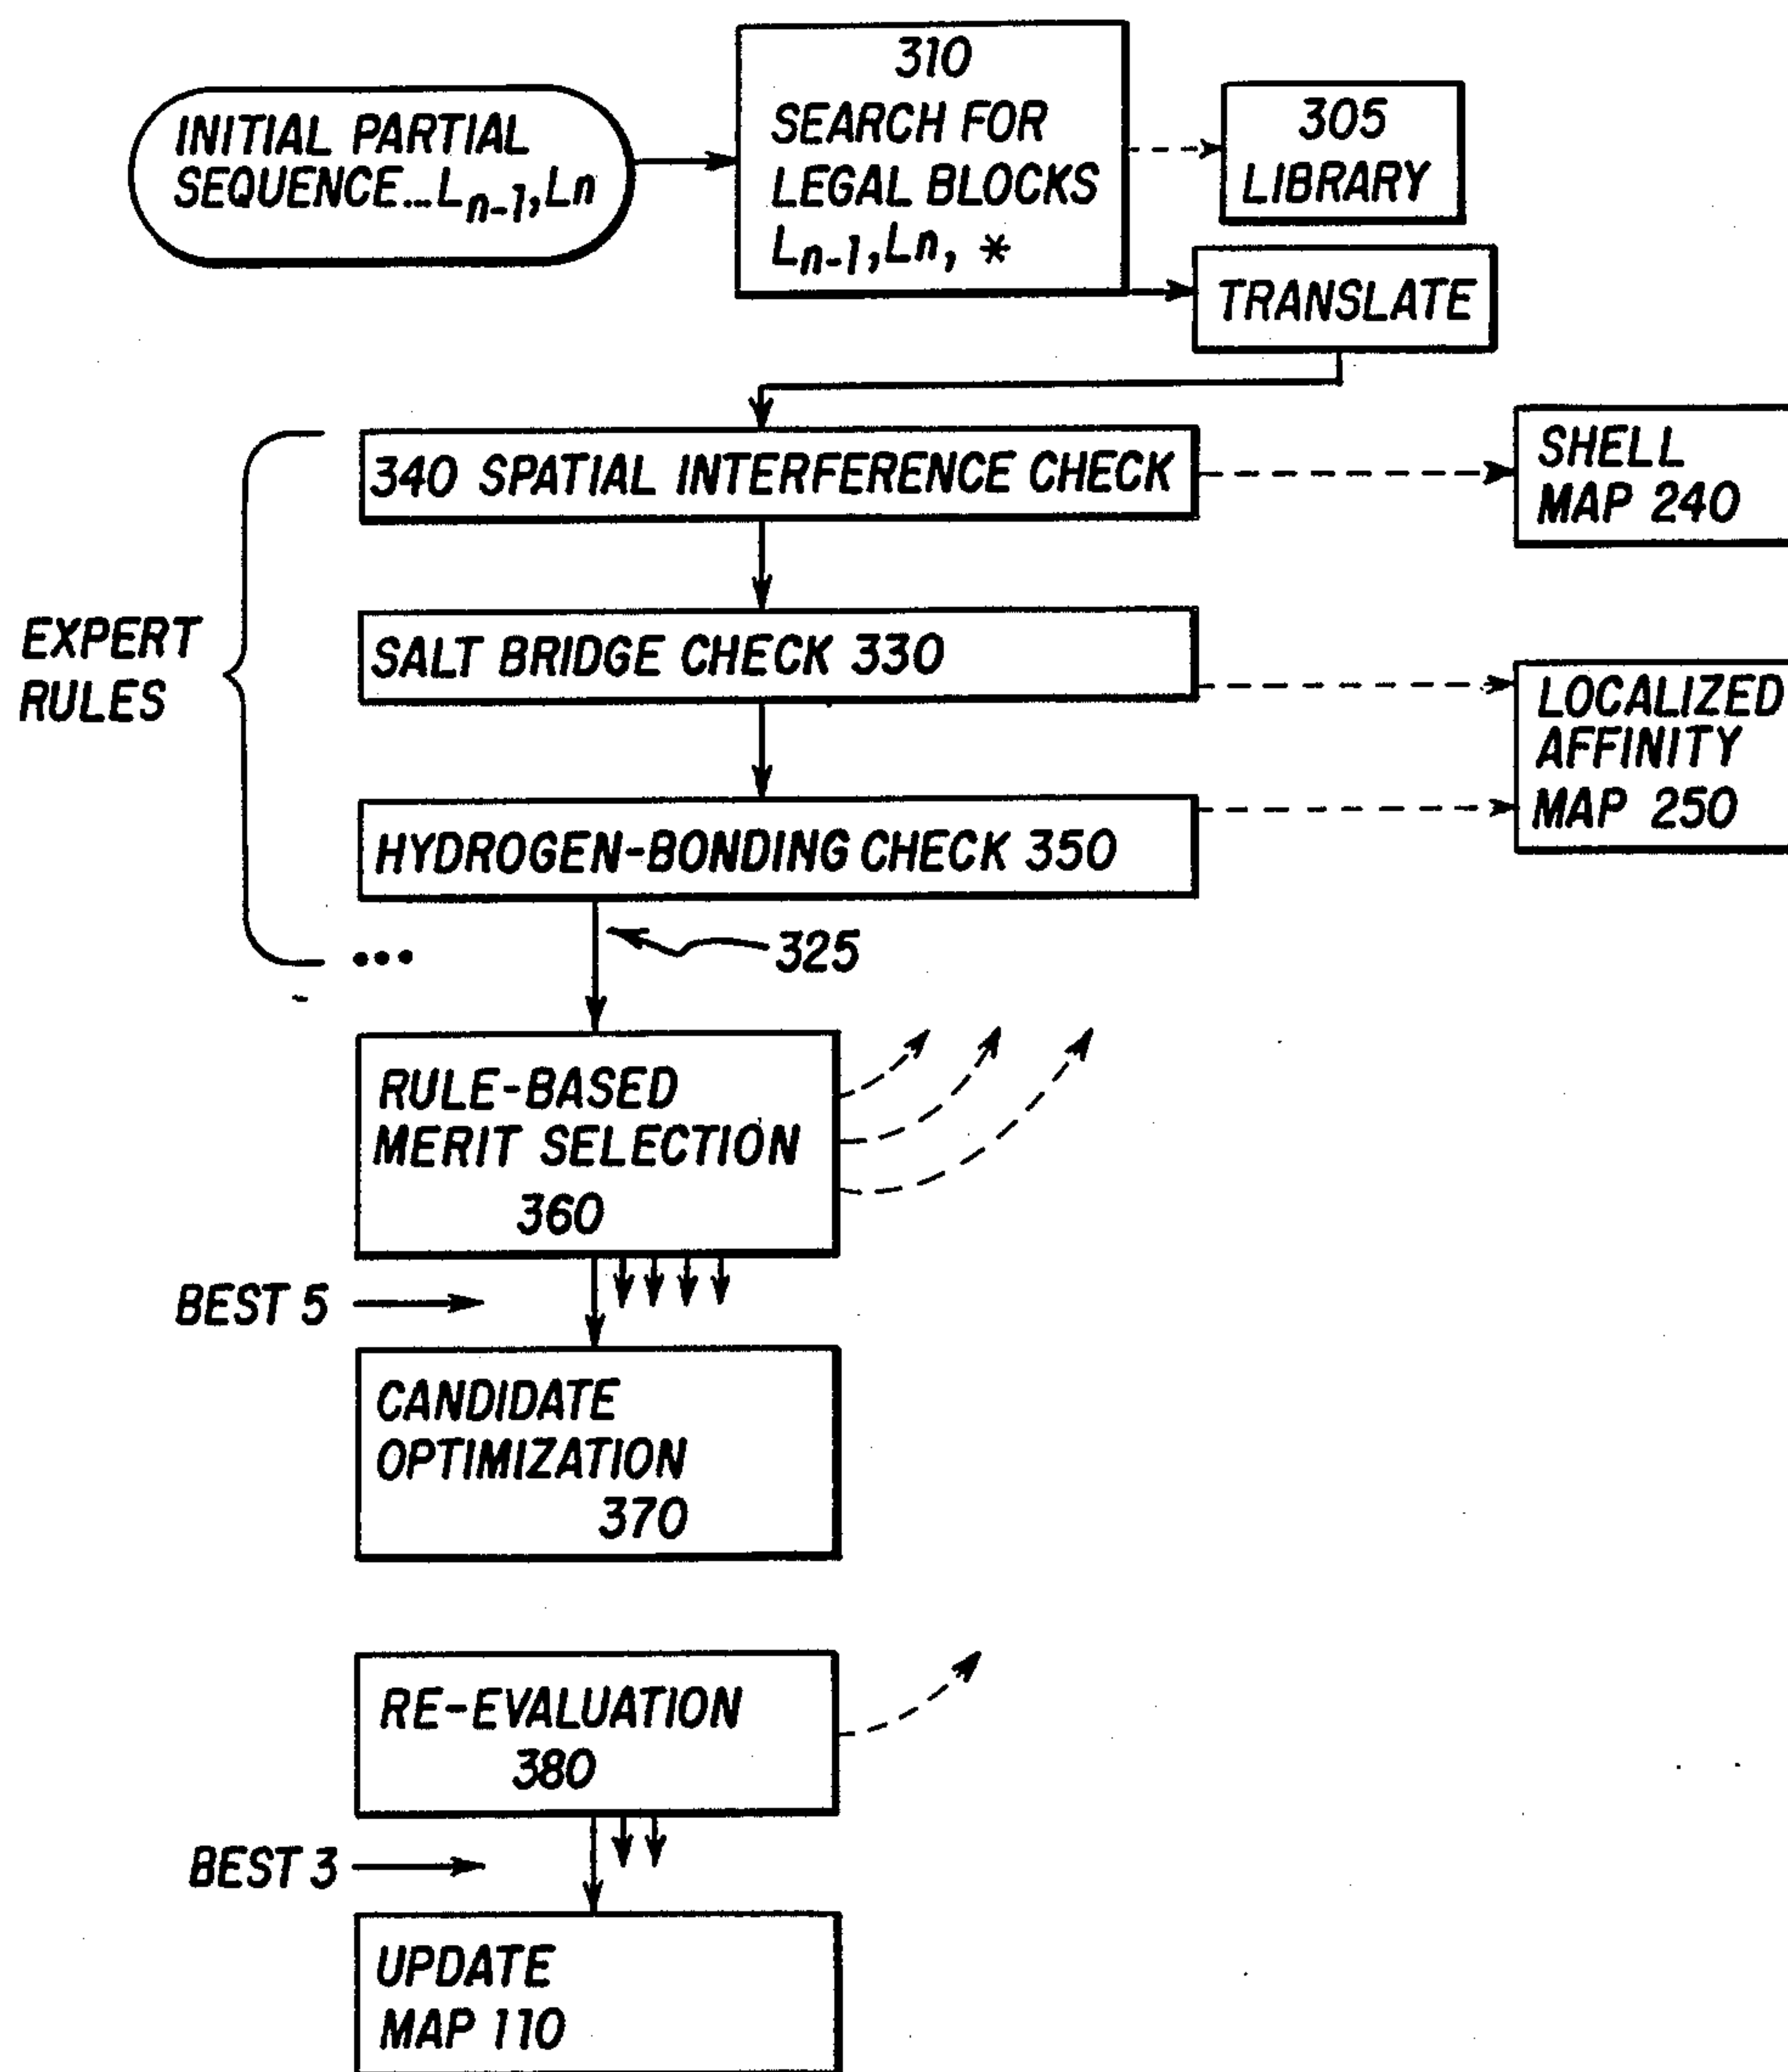 INITIAL PARTIAL
SEQUENCE...Ln-1,Ln
310
SEARCH FOR
LEGAL BLOCKS
Ln-1,Ln, *
305
LIBRARY
TRANSLATE
340 SPATIAL INTERFERENCE CHECK
SHELL
MAP 240
EXPERT
RULES
SALT BRIDGE CHECK 330
LOCALIZED
AFFINITY
MAP 250
HYDROGEN-BONDING CHECK 350
325
...
RULE-BASED
MERIT SELECTION
360
BEST 5
CANDIDATE
OPTIMIZATION
370
RE-EVALUATION
380
BEST 3
UPDATE
MAP 110